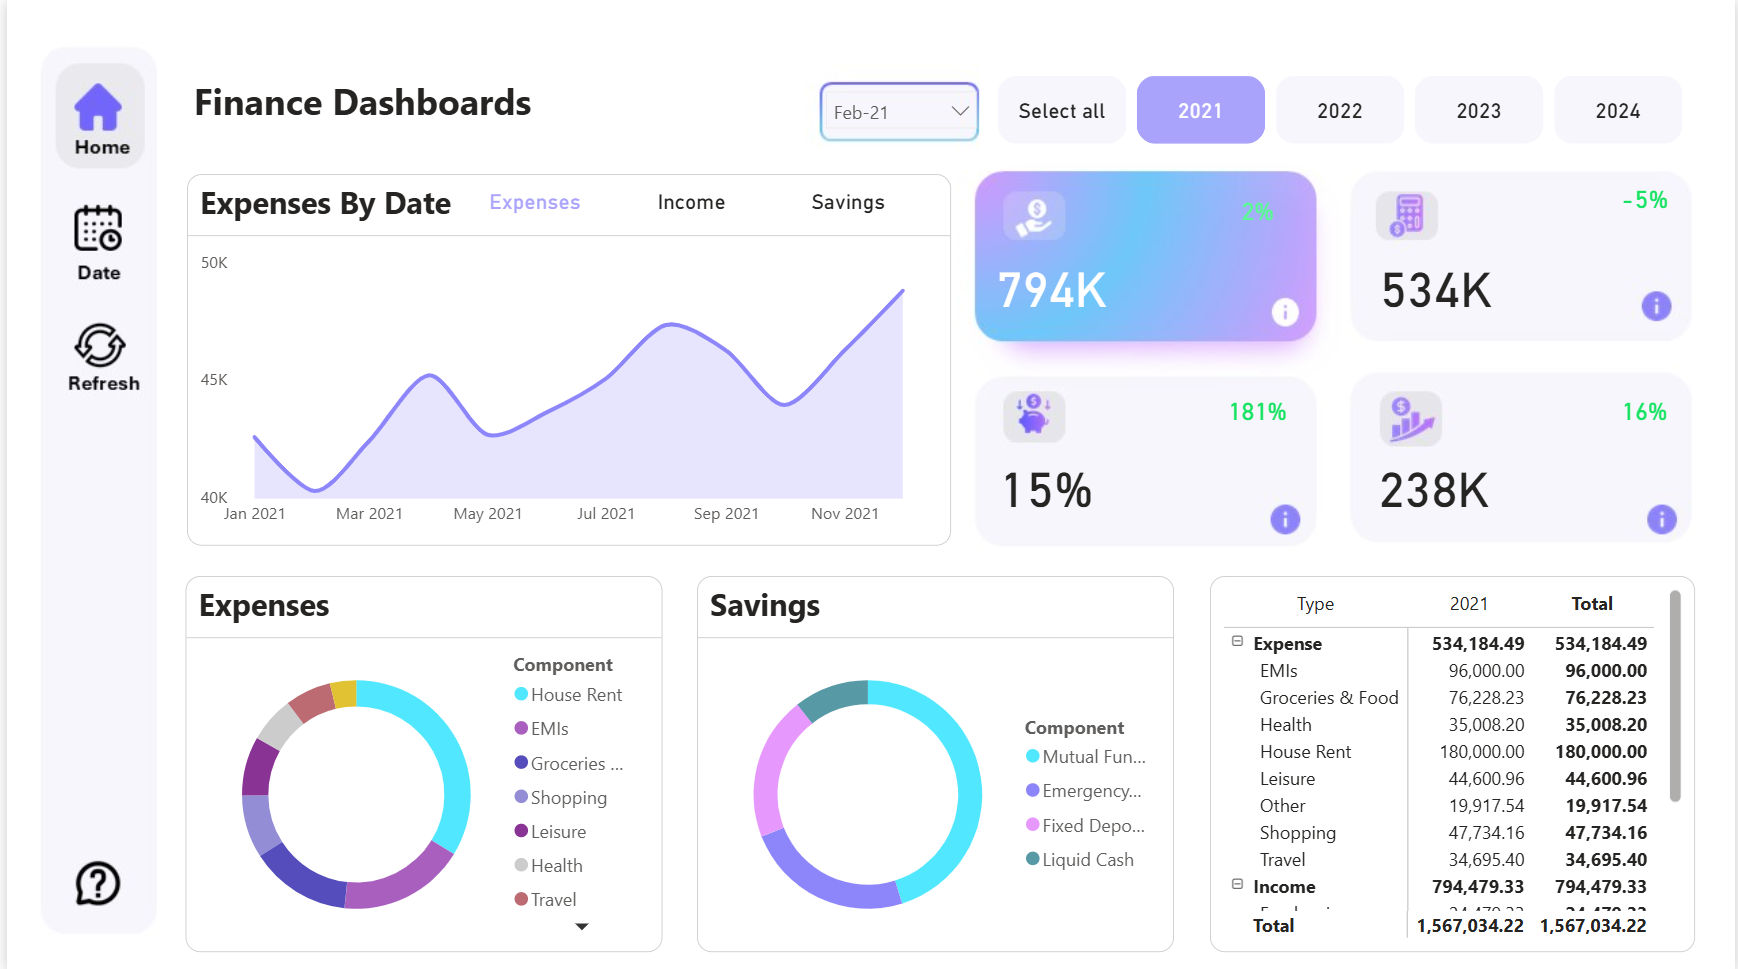 Home
Date
Refresh
Finance Dashboards
Feb-21
Select all
2021
2022
2023
2024
Expenses By Date
Expenses
Income
Savings
50K
45K
40K
Jan 2021
Mar 2021
May 2021
Jul 2021
Sep 2021
Nov 2021
2%
794K
-5%
534K
181%
15%
16%
238K
Expenses
Component
House Rent
EMIs
Groceries ...
Shopping
Leisure
Health
Travel
Savings
Component
Mutual Fun...
Emergency...
Fixed Depo...
Liquid Cash
Type 2021 Total
Expense 534,184.49 534,184.49
EMIs 96,000.00 96,000.00
Groceries & Food 76,228.23 76,228.23
Health 35,008.20 35,008.20
House Rent 180,000.00 180,000.00
Leisure 44,600.96 44,600.96
Other 19,917.54 19,917.54
Shopping 47,734.16 47,734.16
Travel 34,695.40 34,695.40
Income 794,479.33 794,479.33
Total 1,567,034.22 1,567,034.22